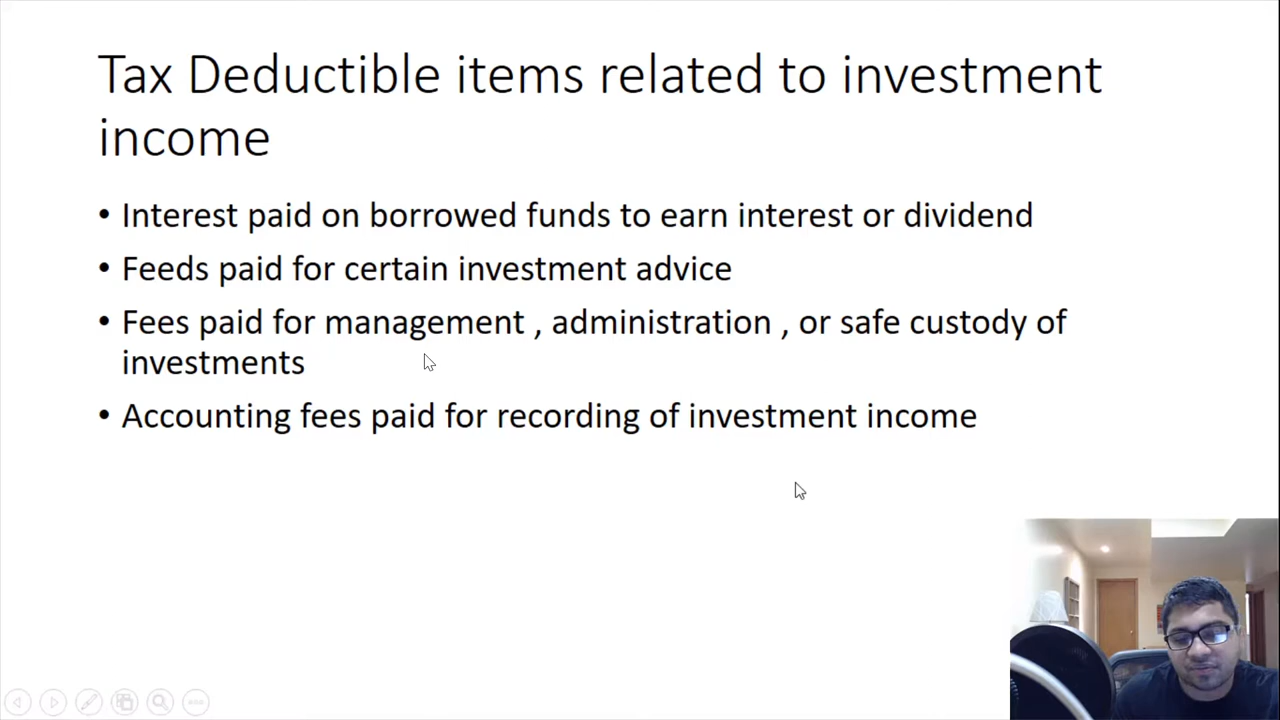 Tax Deductible items related to investment
income
• Interest paid on borrowed funds to earn interest or dividend
• Feeds paid for certain investment advice
• Fees paid for management , administration , or safe custody of
investments
• Accounting fees paid for recording of investment income